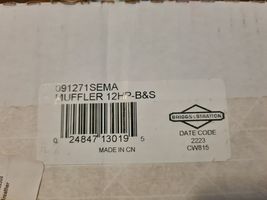 091271SEMA
MUFFLER 12HP-B&S
BRIGGS & STRATTON
0 24847 13019 5
DATE CODE
2223
CW815
MADE IN CN